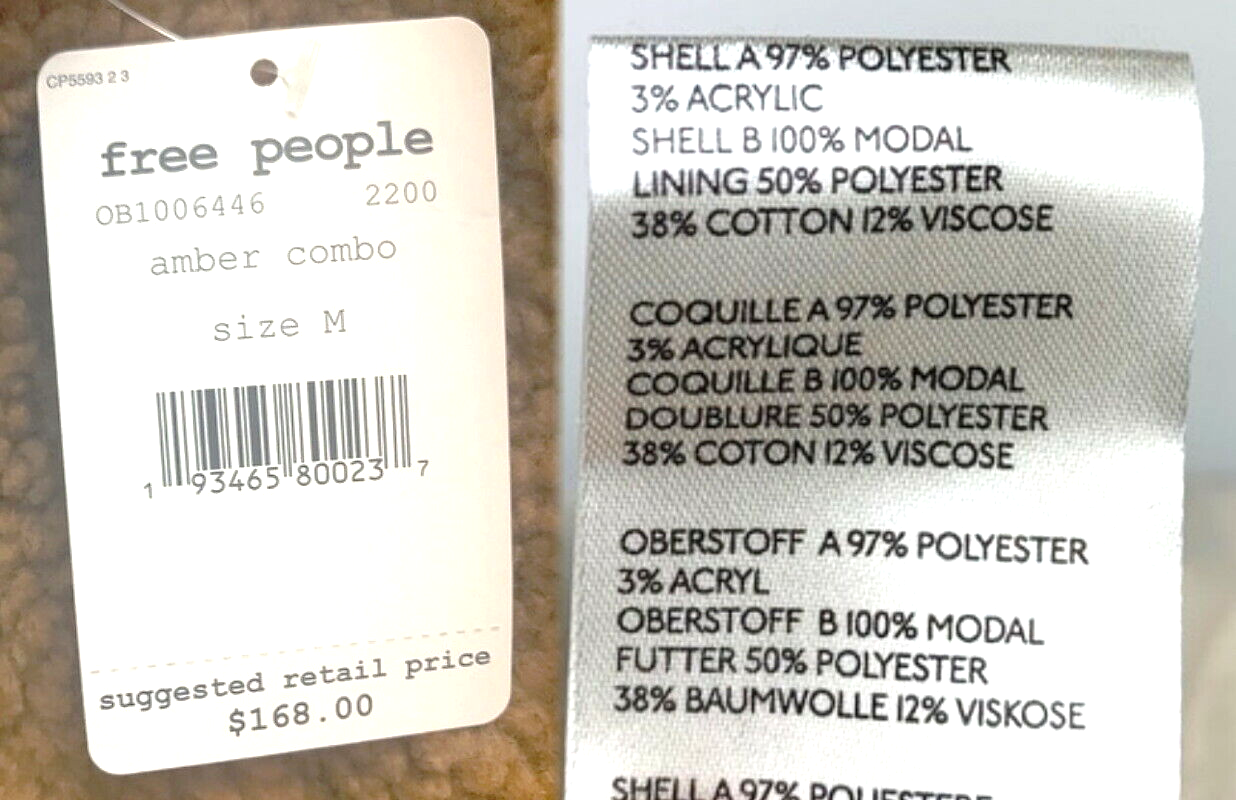 CP5593 2 3
free people
OB1006446 2200
amber combo
size M
1 93465 80023 7
suggested retail price
$168.00
SHELL A 97% POLYESTER
3% ACRYLIC
SHELL B 100% MODAL
LINING 50% POLYESTER
38% COTTON 12% VISCOSE
COQUILLE A 97% POLYESTER
3% ACRYLIQUE
COQUILLE B 100% MODAL
DOUBLURE 50% POLYESTER
38% COTON 12% VISCOSE
OBERSTOFF A 97% POLYESTER
3% ACRYL
OBERSTOFF B 100% MODAL
FUTTER 50% POLYESTER
38% BAUMWOLLE 12% VISKOSE
SHELL A 97%